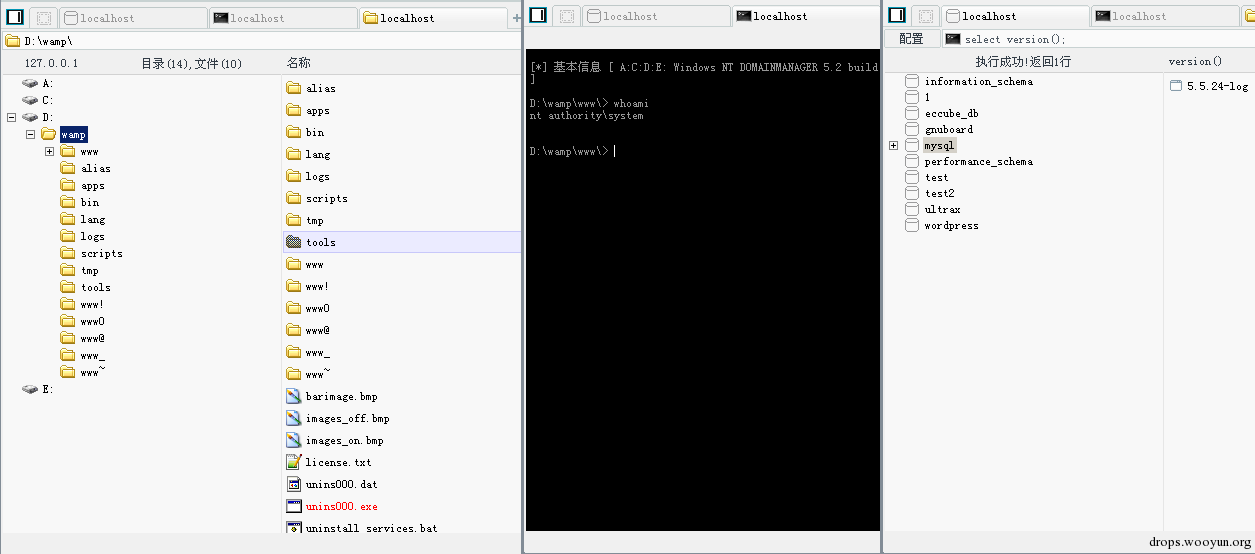 localhost
localhost
localhost
D:\wamp\
127.0.0.1
目录(14),文件(10)
名称
A:
C:
D:
wamp
www
alias
apps
bin
lang
logs
scripts
tmp
tools
www!
www0
www@
www_
www~
E:
alias
apps
bin
lang
logs
scripts
tmp
tools
www
www!
www0
www@
www_
www~
barimage.bmp
images_off.bmp
images_on.bmp
license.txt
unins000.dat
unins000.exe
uninstall_services.bat
localhost
localhost
[*] 基本信息 [ A:C:D:E: Windows NT DOMAINMANAGER 5.2 build
]
D:\wamp\www\> whoami
nt authority\system
D:\wamp\www\>
localhost
localhost
配置
select version();
执行成功!返回1行
version()
information_schema
1
eccube_db
gnuboard
mysql
performance_schema
test
test2
ultrax
wordpress
5.5.24-log
drops.wooyun.org